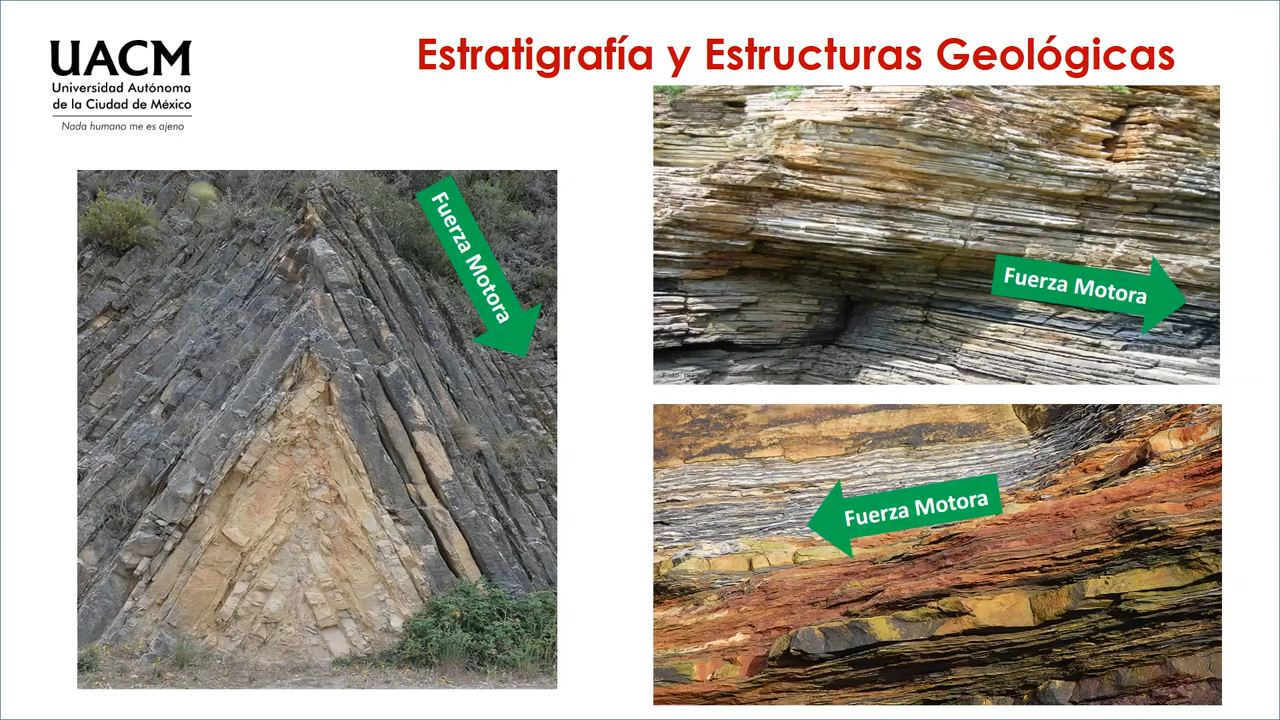 UACM
Universidad Autónoma
de la Ciudad de México
Nada humano me es ajeno
Estratigrafía y Estructuras Geológicas
Fuerza Motora
Fuerza Motora
Fuerza Motora